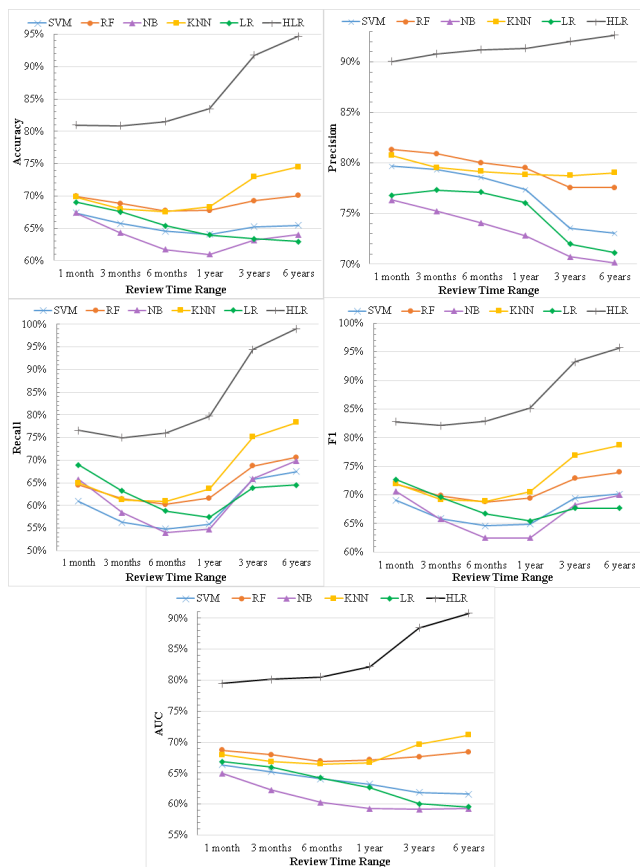 SVM RF NB KNN LR HLR
95%
90%
85%
80%
75%
70%
65%
60%
Accuracy
1 month 3 months 6 months 1 year 3 years 6 years
Review Time Range
SVM RF NB KNN LR HLR
90%
80%
75%
70%
Precision
1 month 3 months 6 months 1 year 3 years 6 years
Review Time Range
SVM RF NB KNN LR HLR
100%
95%
90%
85%
80%
75%
70%
65%
60%
55%
50%
Recall
1 month 3 months 6 months 1 year 3 years 6 years
Review Time Range
SVM RF NB KNN LR HLR
100%
95%
90%
85%
80%
75%
70%
65%
60%
F1
1 month 3 months 6 months 1 year 3 years 6 years
Review Time Range
SVM RF NB KNN LR HLR
90%
80%
75%
70%
65%
60%
55%
AUC
1 month 3 months 6 months 1 year 3 years 6 years
Review Time Range